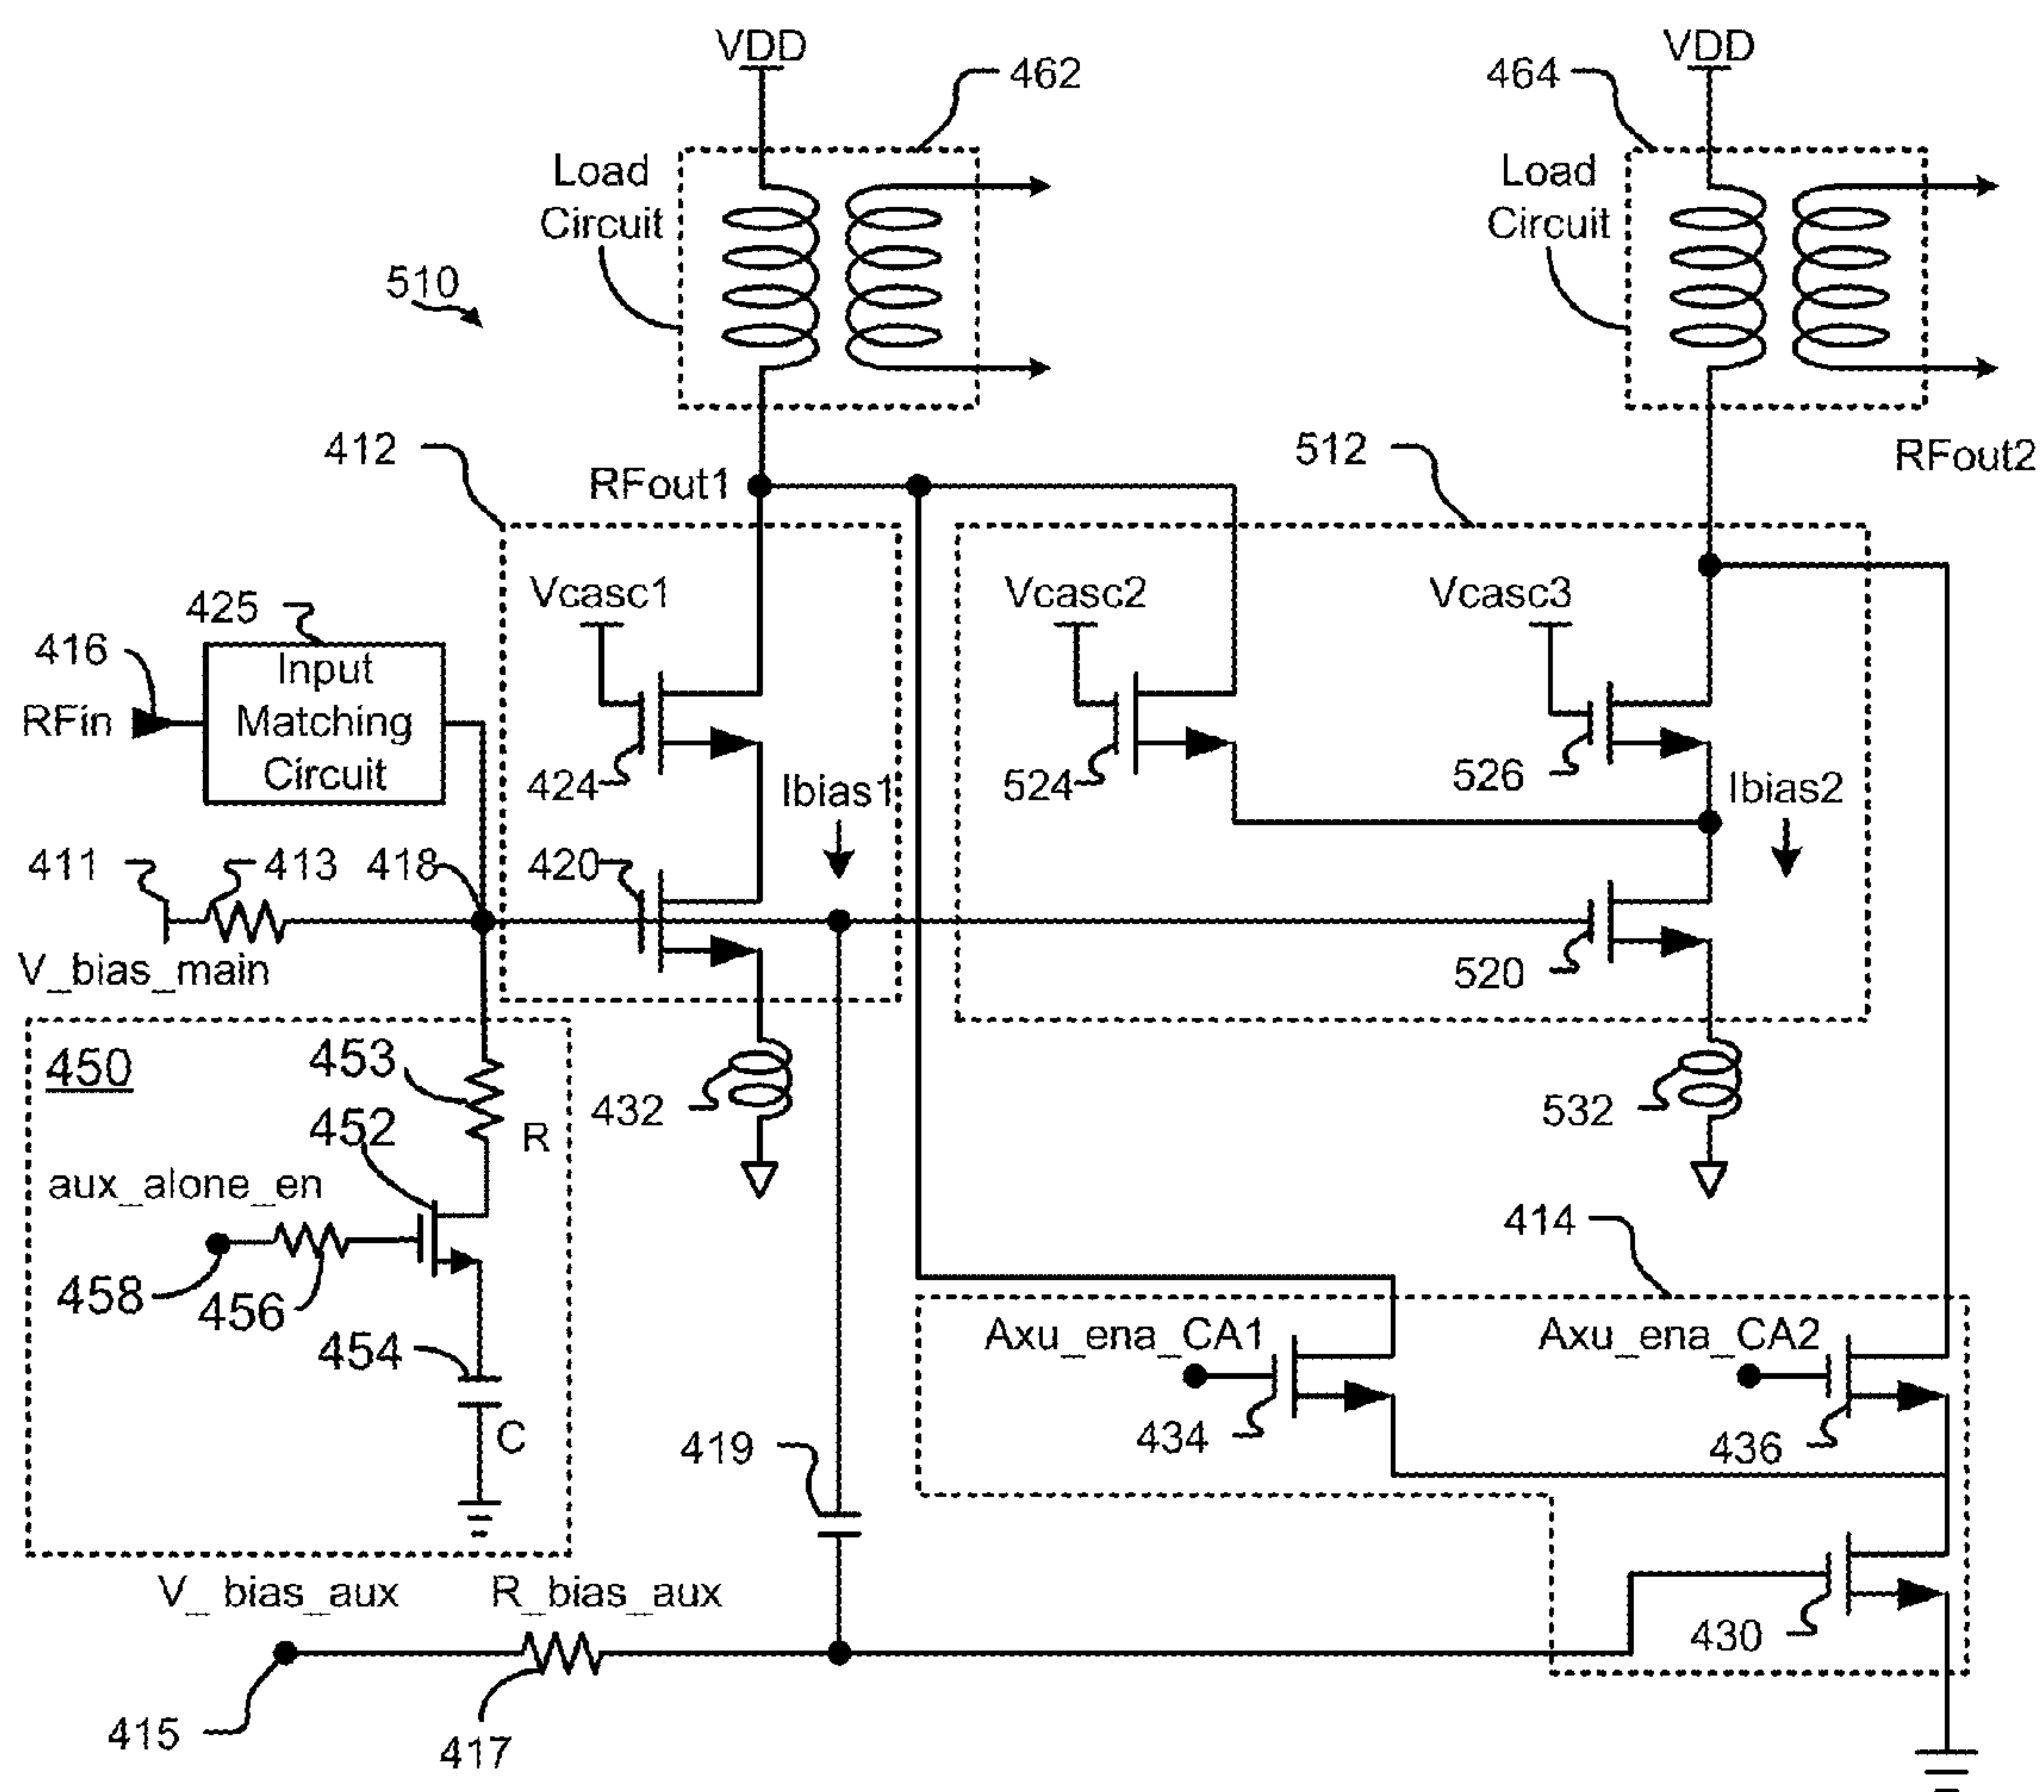 VDD
VDD
462
464
Load
Circuit
Load
Circuit
510
412
512
RFout1
RFout2
425
Vcasc1
Vcasc2
Vcasc3
416
RFin
Input
Matching
Circuit
424
Ibias1
524
526
Ibias2
411
413
418
420
V_bias_main
520
450
453
452
R
432
532
aux_alone_en
414
458
456
454
C
Axu_ena_CA1
Axu_ena_CA2
434
436
419
V_ bias_aux
R_bias_aux
430
415
417